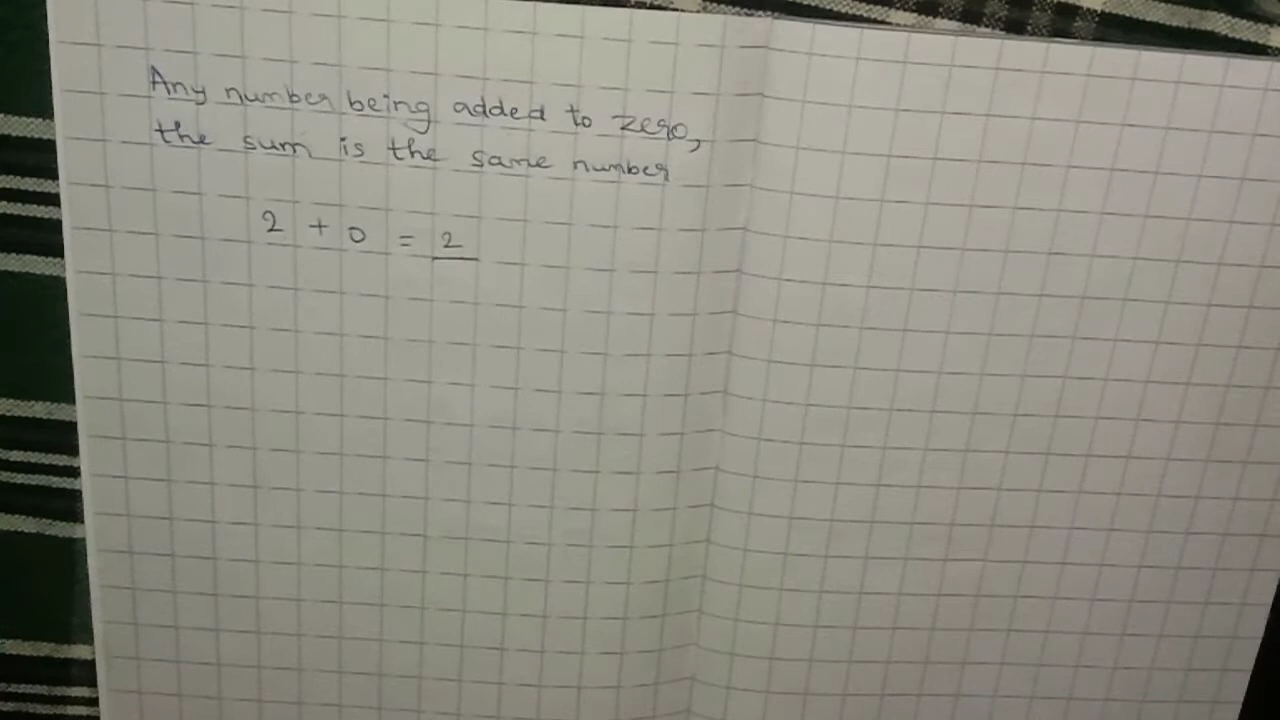 Any number being added to zero,
the sum is the same number
2 + 0 = 2